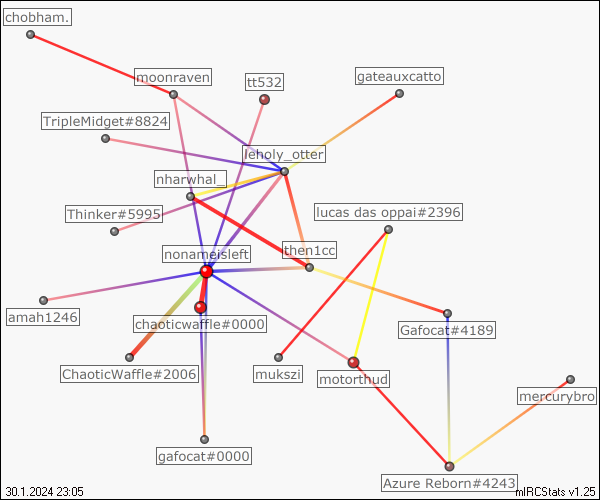 chobham.
moonraven
tt532
gateauxcatto
TripleMidget#8824
leholy_otter
nharwhal_
Thinker#5995
lucas das oppai#2396
nonameisleft
then1cc
amah1246
chaoticwaffle#0000
Gafocat#4189
ChaoticWaffle#2006
mukszi
motorthud
mercurybro
gafocat#0000
Azure Reborn#4243
30.1.2024 23:05
mIRCStats v1.25